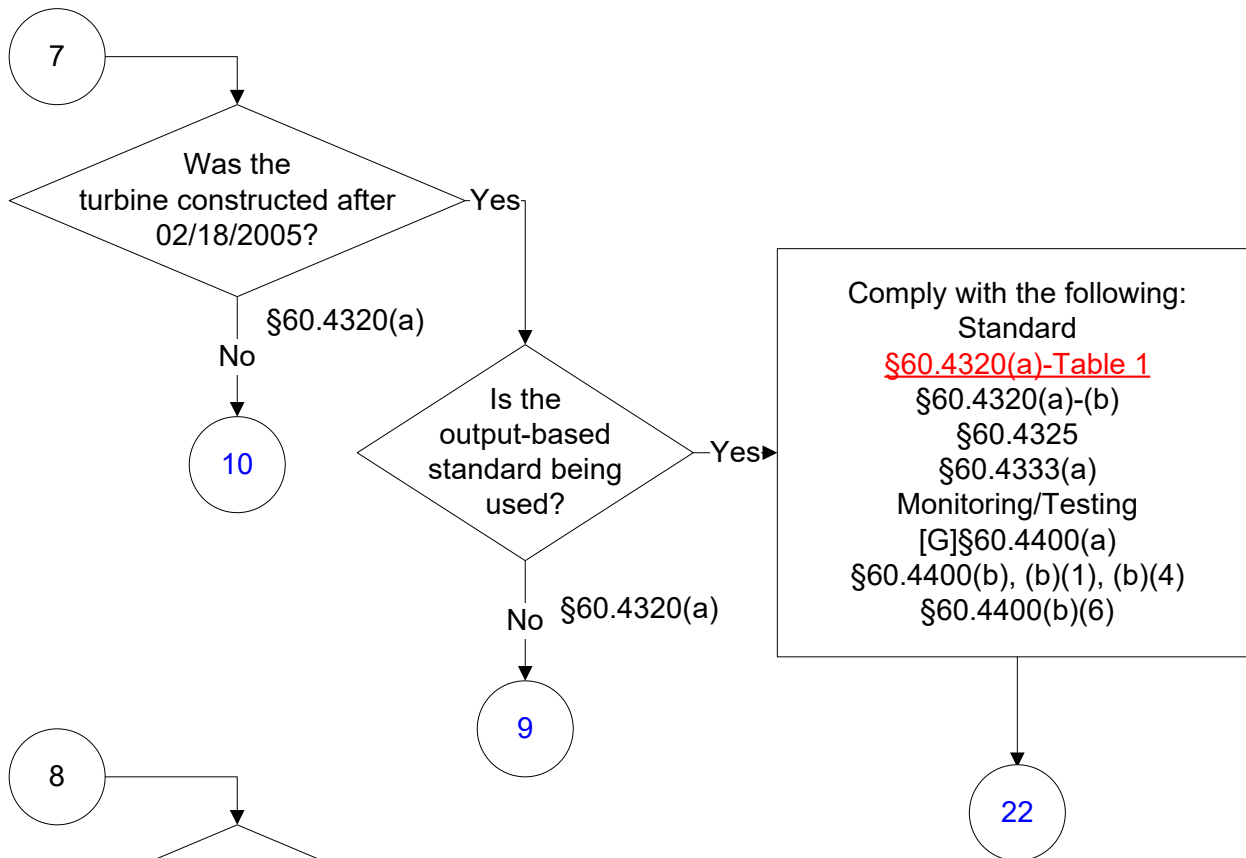 7
Was the
turbine constructed after
02/18/2005?
Yes
§60.4320(a)
No
10
Is the
output-based
standard being
used?
Yes
§60.4320(a)
No
9
Comply with the following:
Standard
§60.4320(a)-Table 1
§60.4320(a)-(b)
§60.4325
§60.4333(a)
Monitoring/Testing
[G]§60.4400(a)
§60.4400(b), (b)(1), (b)(4)
§60.4400(b)(6)
22
8